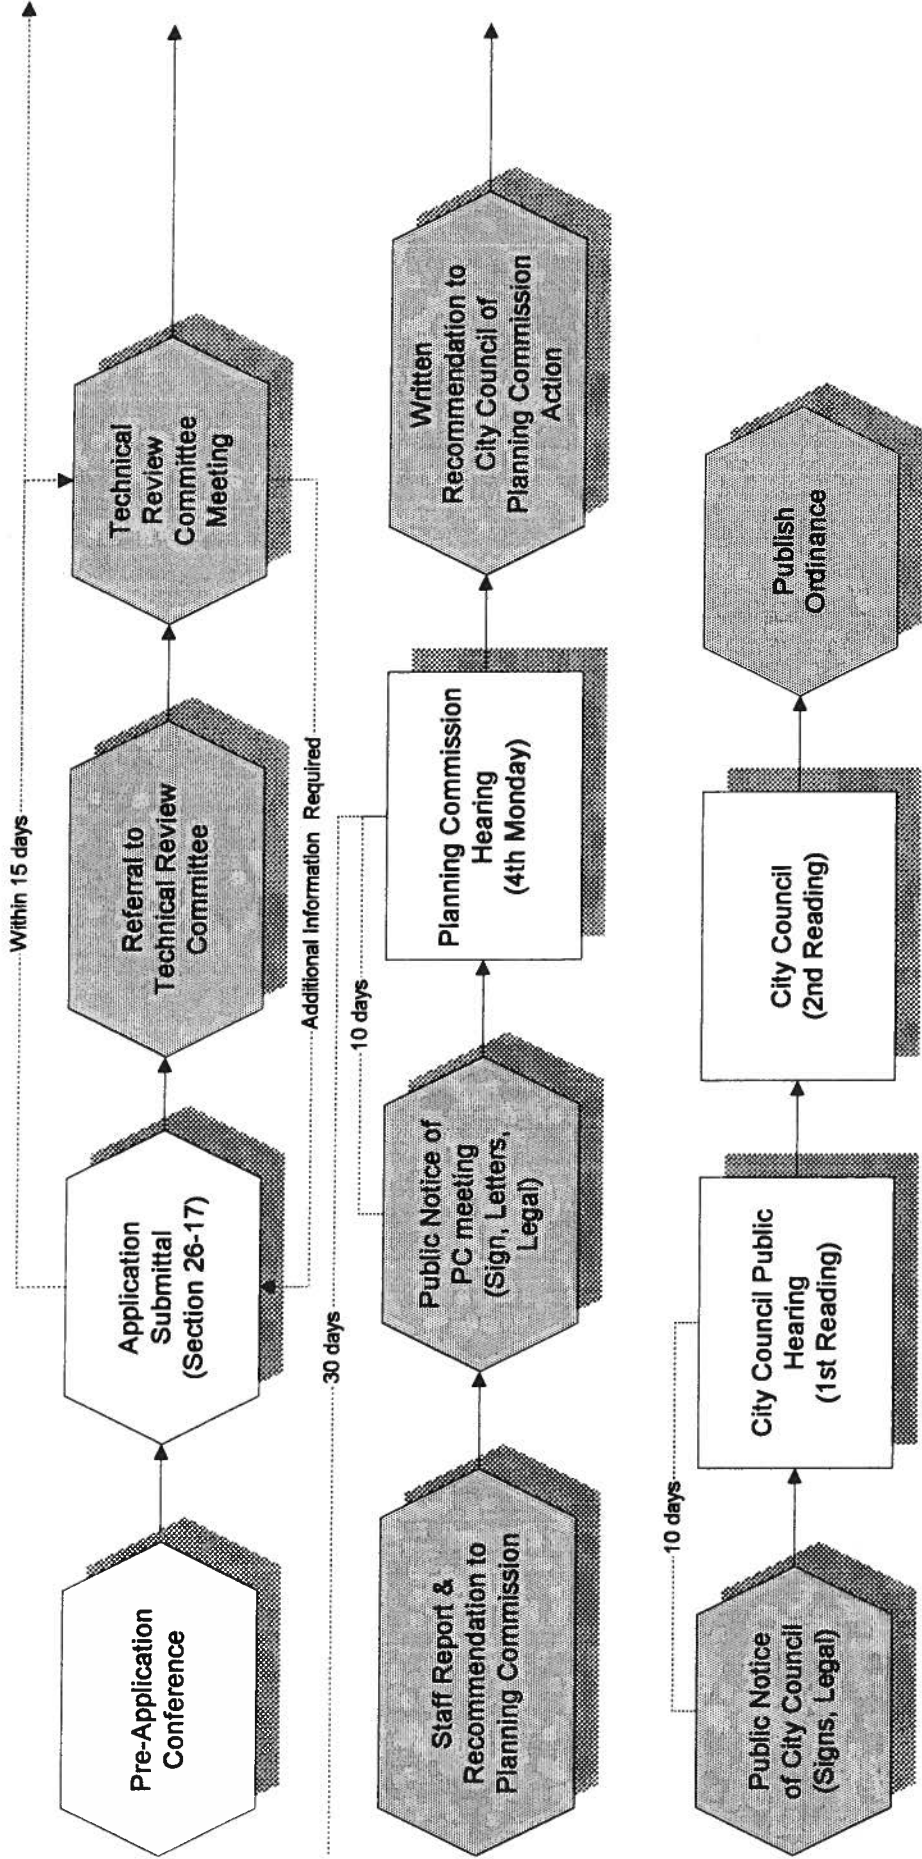 Within 15 days
Pre-Application
Conference
Application
Submittal
(Section 26-17)
Referral to
Technical Review
Committee
Technical
Review
Committee
Meeting
Additional Information Required
30 days
10 days
Staff Report &
Recommendation to
Planning Commission
Public Notice of
PC meeting
(Sign, Letters,
Legal)
Planning Commission
Hearing
(4th Monday)
Written
Recommendation to
City Council of
Planning Commission
Action
10 days
Public Notice
of City Council
(Signs, Legal)
City Council Public
Hearing
(1st Reading)
City Council
(2nd Reading)
Publish
Ordinance